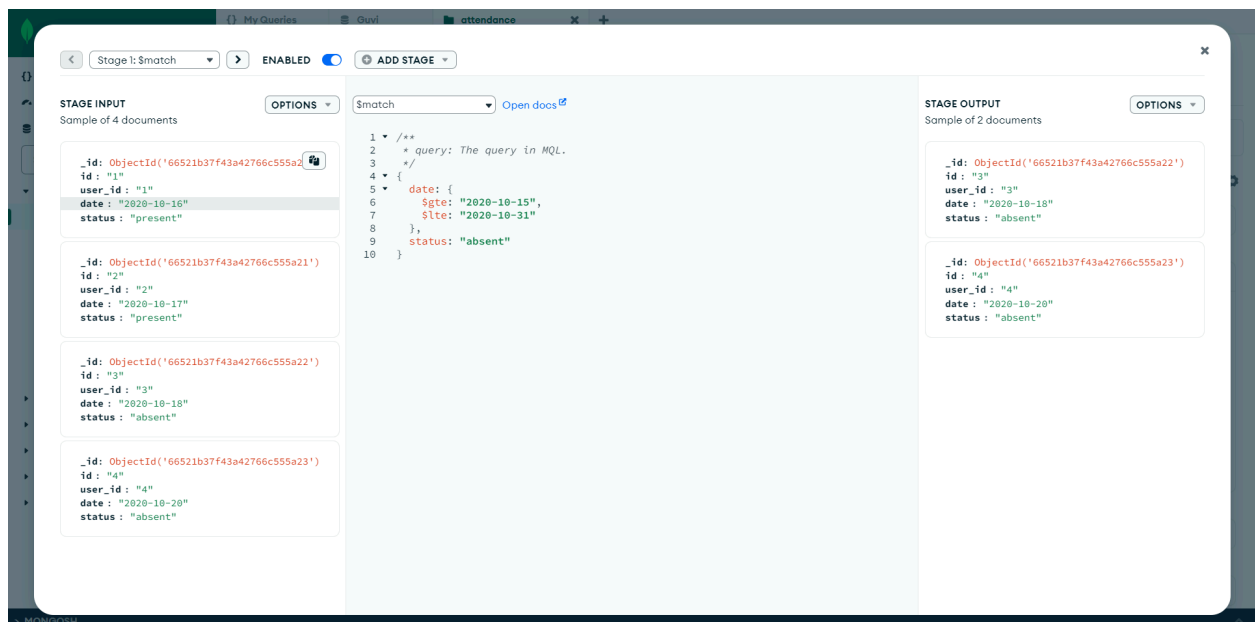 {} My Queries
Guvi
attendance
Stage 1: $match
ENABLED
ADD STAGE
STAGE INPUT
OPTIONS
Sample of 4 documents
_id: ObjectId('66521b37f43a42766c555a2
id : "1"
user_id : "1"
date : "2020-10-16"
status : "present"
_id: ObjectId('66521b37f43a42766c555a21')
id : "2"
user_id : "2"
date : "2020-10-17"
status : "present"
_id: ObjectId('66521b37f43a42766c555a22')
id : "3"
user_id : "3"
date : "2020-10-18"
status : "absent"
_id: ObjectId('66521b37f43a42766c555a23')
id : "4"
user_id : "4"
date : "2020-10-20"
status : "absent"
$match
Open docs
1 /**
2 * query: The query in MQL.
3 */
4 {
5 date: {
6 $gte: "2020-10-15",
7 $lte: "2020-10-31"
8 },
9 status: "absent"
10 }
STAGE OUTPUT
OPTIONS
Sample of 2 documents
_id: ObjectId('66521b37f43a42766c555a22')
id : "3"
user_id : "3"
date : "2020-10-18"
status : "absent"
_id: ObjectId('66521b37f43a42766c555a23')
id : "4"
user_id : "4"
date : "2020-10-20"
status : "absent"
>_MONGOSH